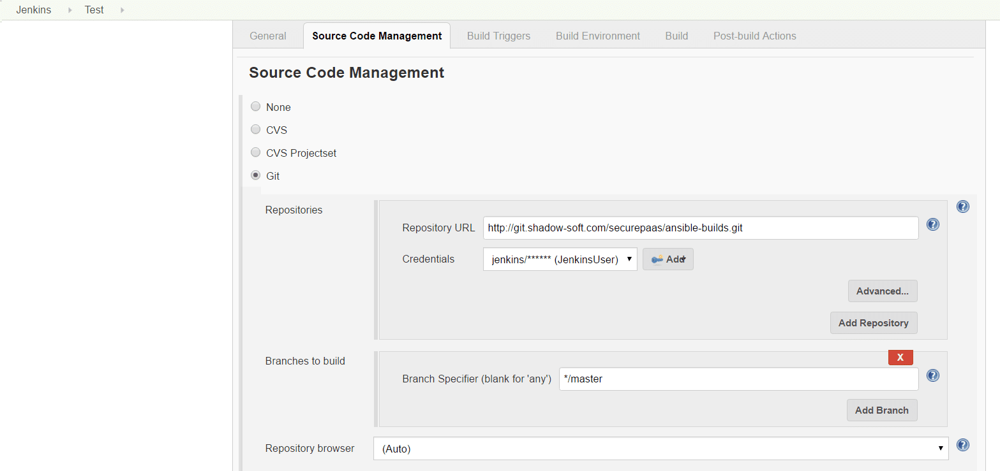 Jenkins Test
General Source Code Management Build Triggers Build Environment Build Post-build Actions
Source Code Management
None
CVS
CVS Projectset
Git
Repositories
Repository URL http://git.shadow-soft.com/securepaas/ansible-builds.git
Credentials jenkins/****** (JenkinsUser) Add
Advanced...
Add Repository
Branches to build
X
Branch Specifier (blank for 'any') */master
Add Branch
Repository browser (Auto)